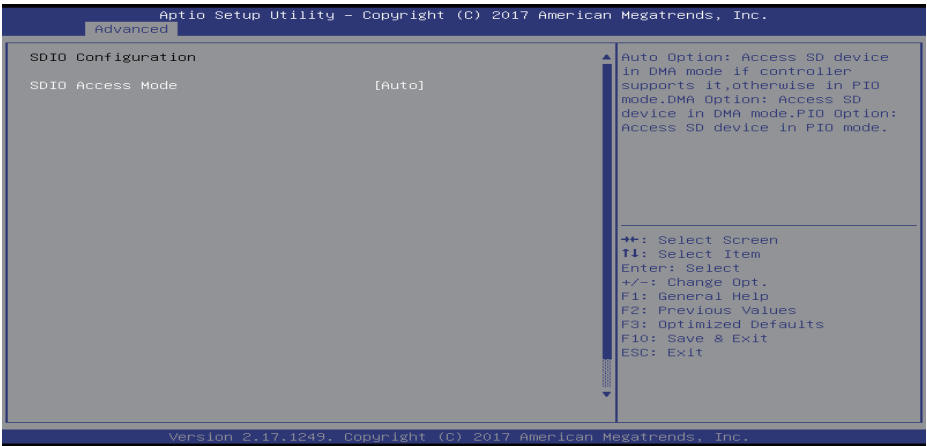 Aptio Setup Utility – Copyright (C) 2017 American Megatrends, Inc.
Advanced
SDIO Configuration
SDIO Access Mode [Auto]
Auto Option: Access SD device
in DMA mode if controller
supports it,otherwise in PIO
mode.DMA Option: Access SD
device in DMA mode.PIO Option:
Access SD device in PIO mode.
→←: Select Screen
↑↓: Select Item
Enter: Select
+/-: Change Opt.
F1: General Help
F2: Previous Values
F3: Optimized Defaults
F10: Save & Exit
ESC: Exit
Version 2.17.1249. Copyright (C) 2017 American Megatrends, Inc.